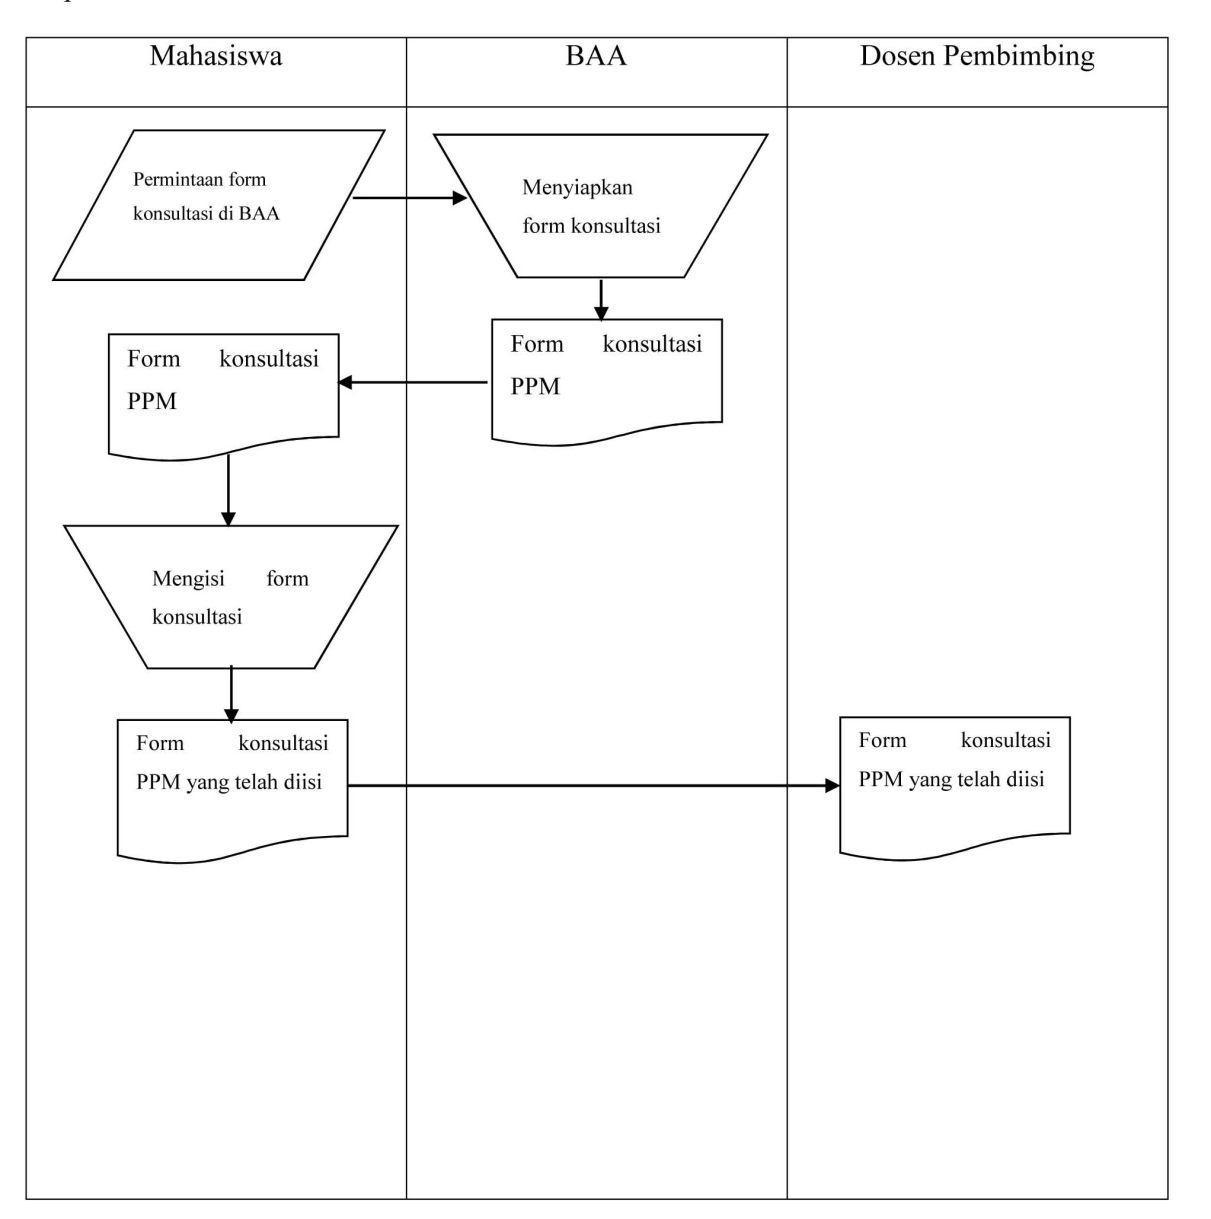 Mahasiswa
BAA
Dosen Pembimbing
Permintaan form
konsultasi di BAA
Menyiapkan
form konsultasi
Form konsultasi
PPM
Form konsultasi
PPM
Mengisi form
konsultasi
Form konsultasi
PPM yang telah diisi
Form konsultasi
PPM yang telah diisi